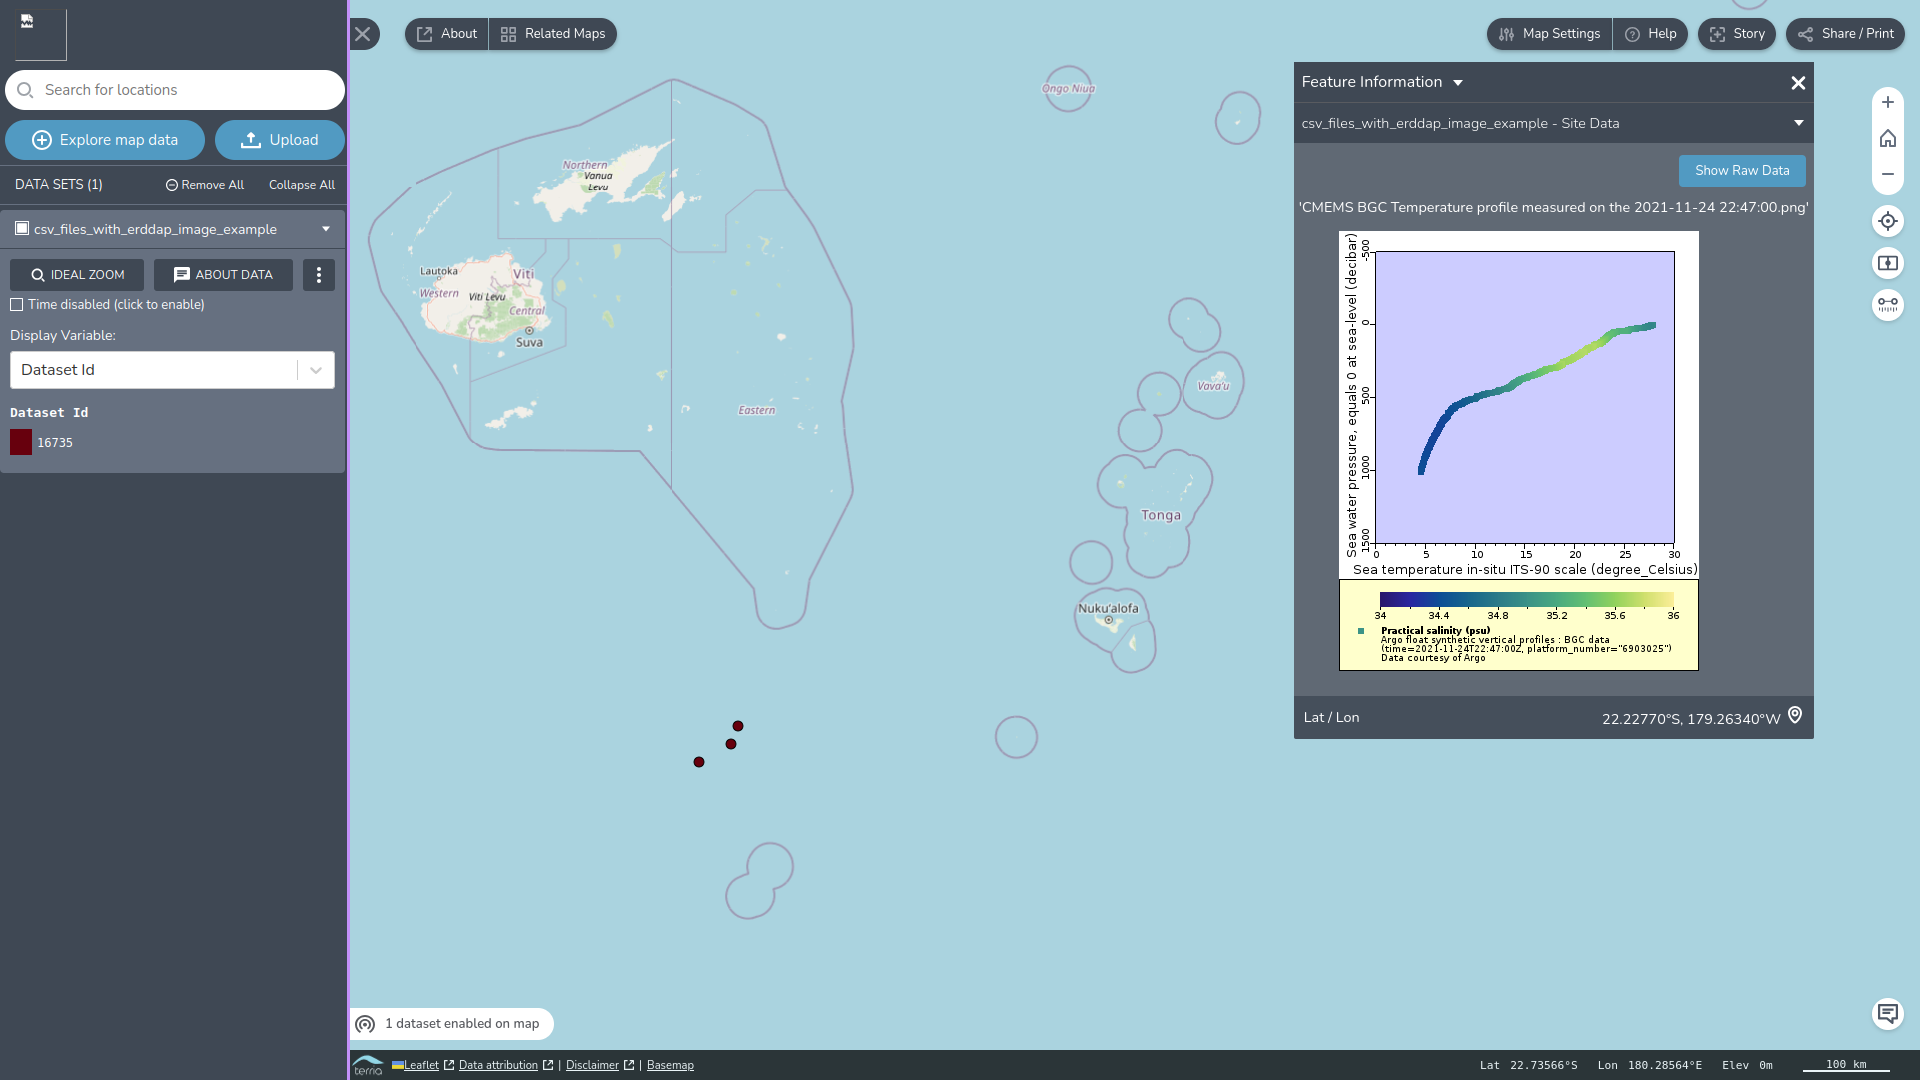 Search for locations
Explore map data
Upload
DATA SETS (1)
Remove All
Collapse All
csv_files_with_erddap_image_example
IDEAL ZOOM
ABOUT DATA
Time disabled (click to enable)
Display Variable:
Dataset Id
Dataset Id
16735
About
Related Maps
Map Settings
Help
Story
Share / Print
Ongo Niua
Northern
Vanua
Levu
Lautoka
Viti
Western
Viti Levu
Central
Suva
Eastern
Vava'u
Tonga
Nukuʻalofa
Feature Information
csv_files_with_erddap_image_example - Site Data
Show Raw Data
'CMEMS BGC Temperature profile measured on the 2021-11-24 22:47:00.png'
Sea water pressure, equals 0 at sea-level (decibar)
-500
0
500
1000
1500
0 5 10 15 20 25 30
Sea temperature in-situ ITS-90 scale (degree_Celsius)
34 34.4 34.8 35.2 35.6 36
Practical salinity (psu)
Argo float synthetic vertical profiles : BGC data
(time=2021-11-24T22:47:00Z, platform_number="6903025")
Data courtesy of Argo
Lat / Lon
22.22770°S, 179.26340°W
1 dataset enabled on map
terria
Leaflet
Data attribution
|
Disclaimer
|
Basemap
Lat 22.73566°S Lon 180.28564°E Elev 0m
100 km